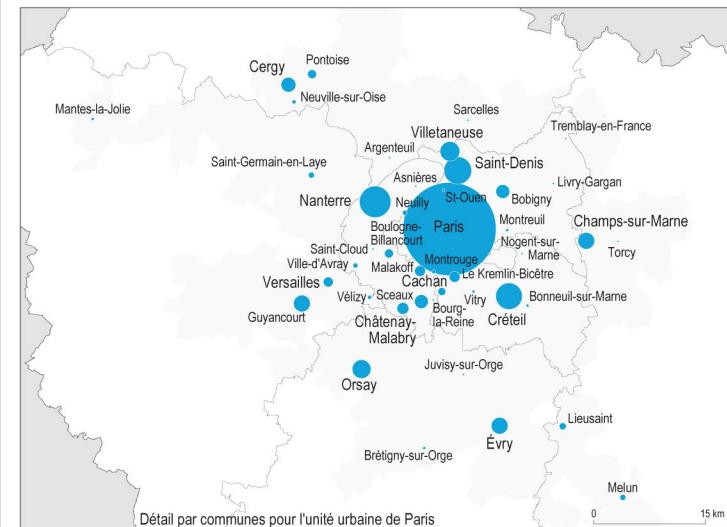 Pontoise
Cergy
Neuville-sur-Oise
Mantes-la-Jolie
Sarcelles
Tremblay-en-France
Villetaneuse
Argenteuil
Saint-Germain-en-Laye
Saint-Denis
Asnières
Livry-Gargan
St-Ouen
Bobigny
Nanterre
Neuilly
Paris
Montreuil
Champs-sur-Marne
Boulogne-
Billancourt
Nogent-sur-
Marne
Saint-Cloud
Torcy
Ville-d'Avray
Malakoff
Montrouge
Le Kremlin-Bicêtre
Versailles
Cachan
Vélizy
Sceaux
Vitry
Bonneuil-sur-Marne
Guyancourt
Bourg-
la-Reine
Châtenay-
Malabry
Créteil
Juvisy-sur-Orge
Orsay
Lieusaint
Évry
Brétigny-sur-Orge
Melun
Détail par communes pour l'unité urbaine de Paris
0 15 km